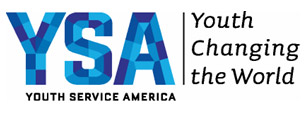 YSA
YOUTH SERVICE AMERICA
Youth
Changing
the World